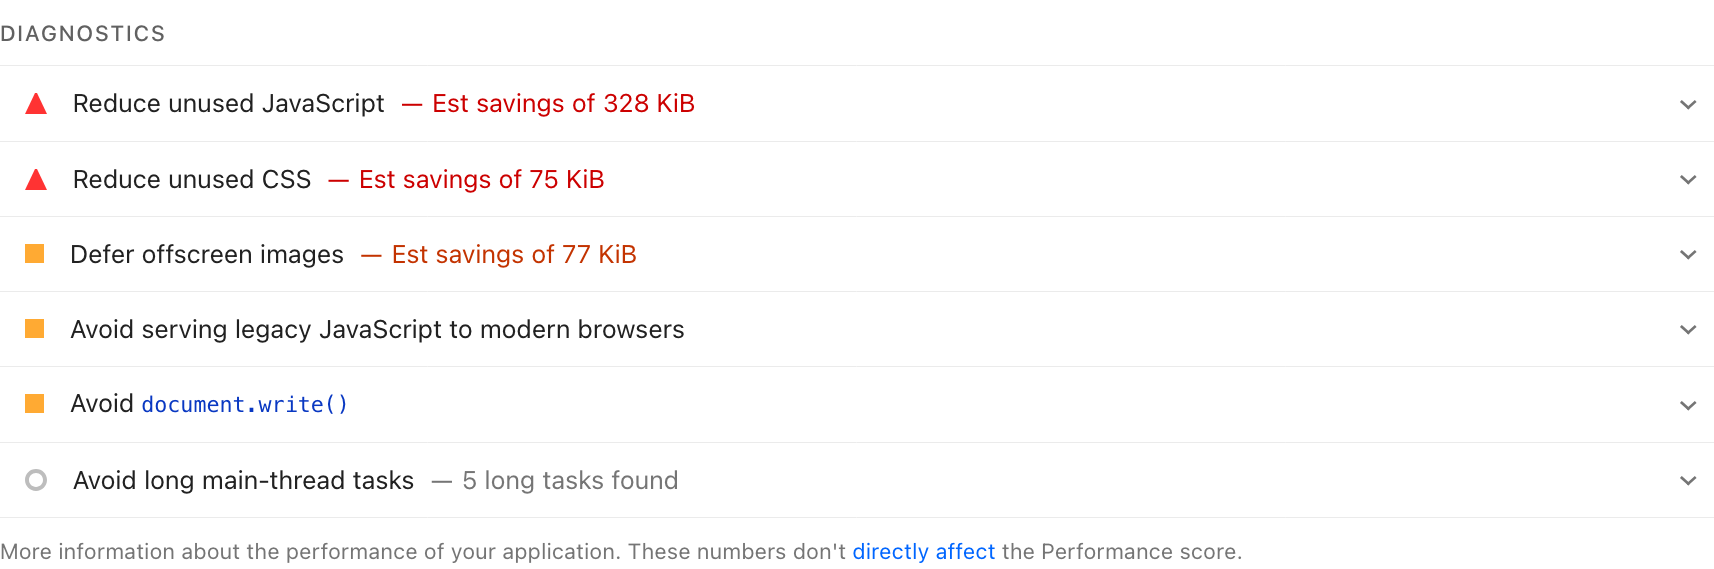 DIAGNOSTICS
Reduce unused JavaScript — Est savings of 328 KiB
Reduce unused CSS — Est savings of 75 KiB
Defer offscreen images — Est savings of 77 KiB
Avoid serving legacy JavaScript to modern browsers
Avoid document.write()
Avoid long main-thread tasks — 5 long tasks found
More information about the performance of your application. These numbers don't directly affect the Performance score.